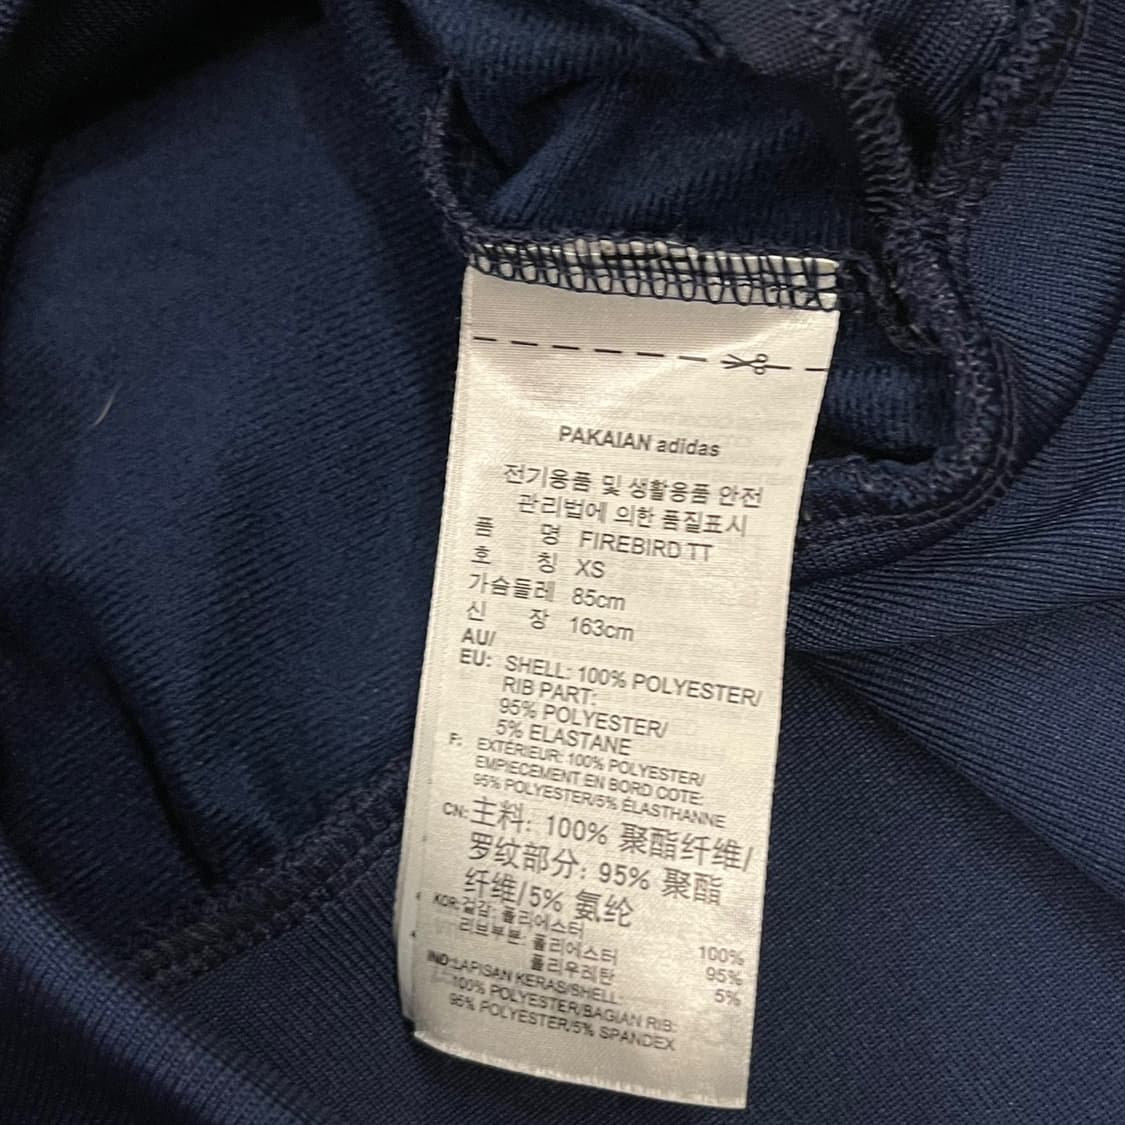 PAKAIAN adidas
전기용품 및 생활용품 안전
관리법에 의한 품질표시
품 명 FIREBIRD TT
호 칭 XS
가슴둘레 85cm
신 장 163cm
AU/
EU: SHELL: 100% POLYESTER/
RIB PART:
95% POLYESTER/
5% ELASTANE
F: EXTÉRIEUR: 100% POLYESTER/
EMPIECEMENT EN BORD COTE:
95% POLYESTER/5% ÉLASTHANNE
CN: 主料: 100% 聚酯纤维/
罗纹部分: 95% 聚酯
纤维/5% 氨纶
KOR: 겉감: 폴리에스터 100%
리브부분: 폴리에스터 95%
폴리우레탄 5%
IND: LAPISAN KERAS/SHELL:
100% POLYESTER/BAGIAN RIB:
95% POLYESTER/5% SPANDEX